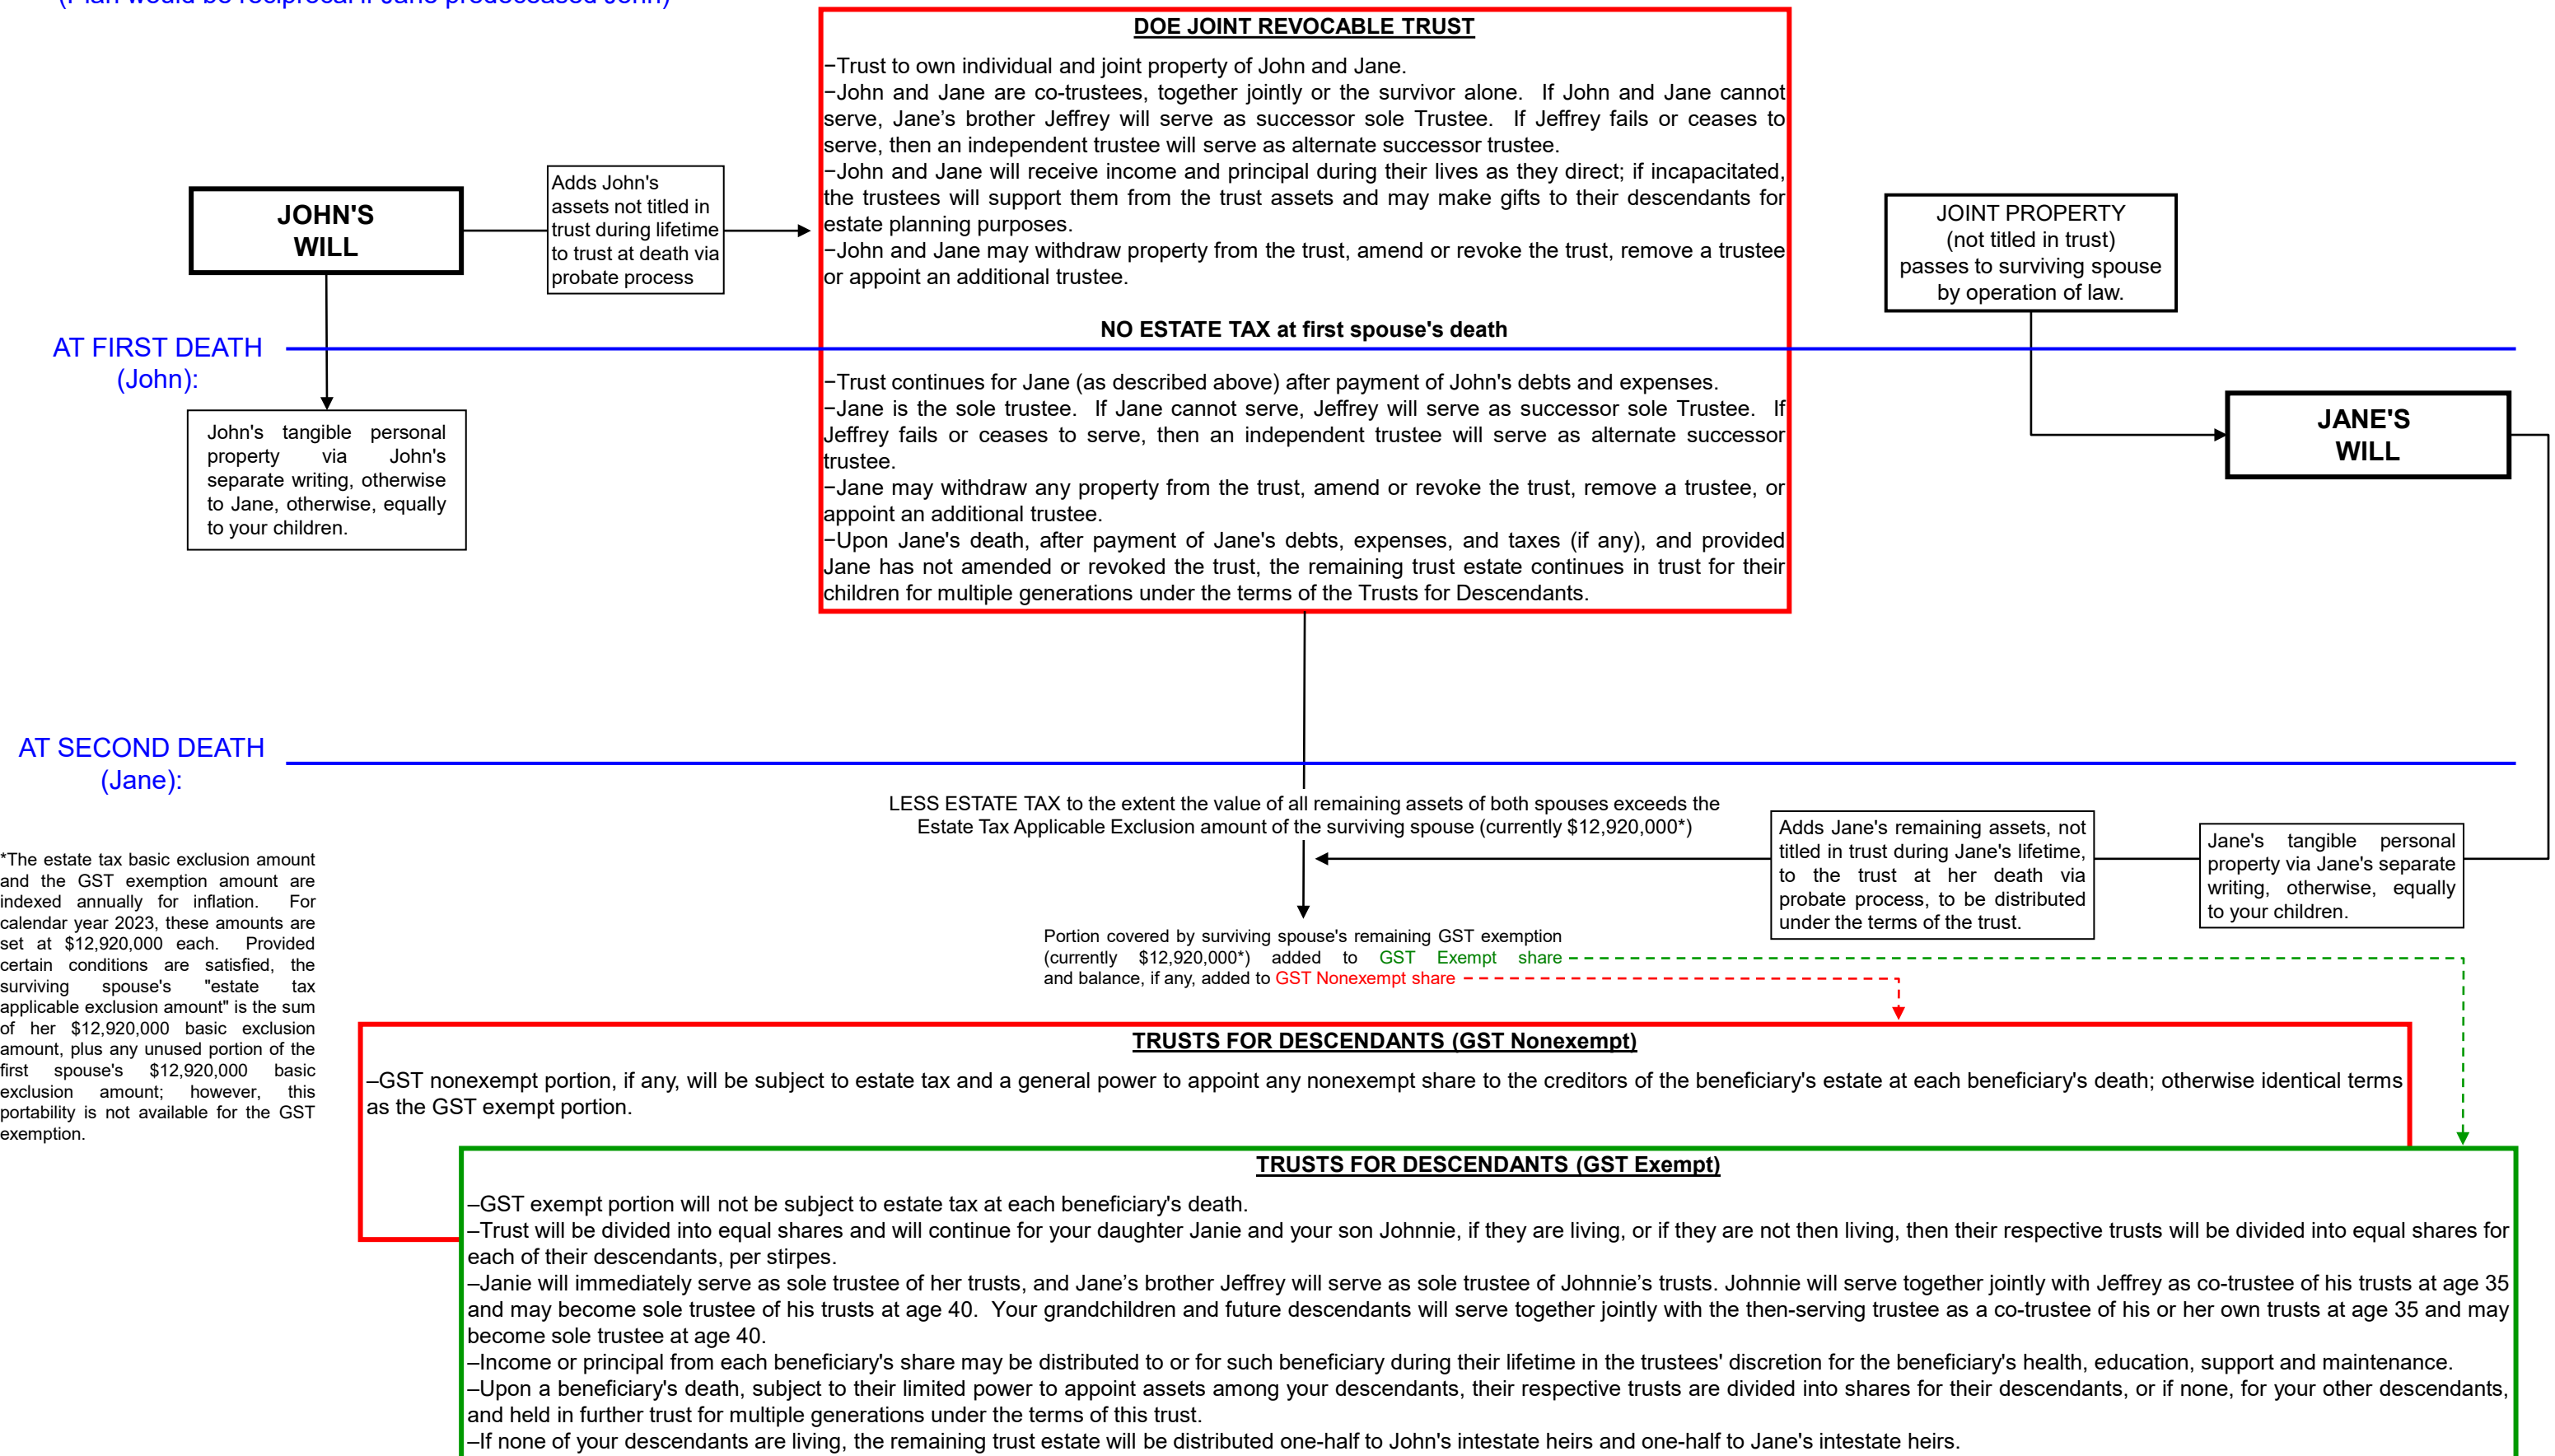 (Plan would be reciprocal if Jane predeceased John)
DOE JOINT REVOCABLE TRUST
−Trust to own individual and joint property of John and Jane.
−John and Jane are co-trustees, together jointly or the survivor alone. If John and Jane cannot
serve, Jane’s brother Jeffrey will serve as successor sole Trustee. If Jeffrey fails or ceases to
serve, then an independent trustee will serve as alternate successor trustee.
−John and Jane will receive income and principal during their lives as they direct; if incapacitated,
the trustees will support them from the trust assets and may make gifts to their descendants for
estate planning purposes.
−John and Jane may withdraw property from the trust, amend or revoke the trust, remove a trustee
or appoint an additional trustee.
JOHN'S
WILL
Adds John's
assets not titled in
trust during lifetime
to trust at death via
probate process
JOINT PROPERTY
(not titled in trust)
passes to surviving spouse
by operation of law.
NO ESTATE TAX at first spouse's death
AT FIRST DEATH
(John):
John's tangible personal
property via John's
separate writing, otherwise
to Jane, otherwise, equally
to your children.
−Trust continues for Jane (as described above) after payment of John's debts and expenses.
−Jane is the sole trustee. If Jane cannot serve, Jeffrey will serve as successor sole Trustee. If
Jeffrey fails or ceases to serve, then an independent trustee will serve as alternate successor
trustee.
−Jane may withdraw any property from the trust, amend or revoke the trust, remove a trustee, or
appoint an additional trustee.
−Upon Jane's death, after payment of Jane's debts, expenses, and taxes (if any), and provided
Jane has not amended or revoked the trust, the remaining trust estate continues in trust for their
children for multiple generations under the terms of the Trusts for Descendants.
JANE'S
WILL
AT SECOND DEATH
(Jane):
LESS ESTATE TAX to the extent the value of all remaining assets of both spouses exceeds the
Estate Tax Applicable Exclusion amount of the surviving spouse (currently $12,920,000*)
Adds Jane's remaining assets, not
titled in trust during Jane's lifetime,
to the trust at her death via
probate process, to be distributed
under the terms of the trust.
Jane's tangible personal
property via Jane's separate
writing, otherwise, equally
to your children.
*The estate tax basic exclusion amount
and the GST exemption amount are
indexed annually for inflation. For
calendar year 2023, these amounts are
set at $12,920,000 each. Provided
certain conditions are satisfied, the
surviving spouse's "estate tax
applicable exclusion amount" is the sum
of her $12,920,000 basic exclusion
amount, plus any unused portion of the
first spouse's $12,920,000 basic
exclusion amount; however, this
portability is not available for the GST
exemption.
Portion covered by surviving spouse's remaining GST exemption
(currently $12,920,000*) added to GST Exempt share
and balance, if any, added to GST Nonexempt share
TRUSTS FOR DESCENDANTS (GST Nonexempt)
–GST nonexempt portion, if any, will be subject to estate tax and a general power to appoint any nonexempt share to the creditors of the beneficiary's estate at each beneficiary's death; otherwise identical terms
as the GST exempt portion.
TRUSTS FOR DESCENDANTS (GST Exempt)
–GST exempt portion will not be subject to estate tax at each beneficiary's death.
–Trust will be divided into equal shares and will continue for your daughter Janie and your son Johnnie, if they are living, or if they are not then living, then their respective trusts will be divided into equal shares for
each of their descendants, per stirpes.
–Janie will immediately serve as sole trustee of her trusts, and Jane’s brother Jeffrey will serve as sole trustee of Johnnie’s trusts. Johnnie will serve together jointly with Jeffrey as co-trustee of his trusts at age 35
and may become sole trustee of his trusts at age 40. Your grandchildren and future descendants will serve together jointly with the then-serving trustee as a co-trustee of his or her own trusts at age 35 and may
become sole trustee at age 40.
–Income or principal from each beneficiary's share may be distributed to or for such beneficiary during their lifetime in the trustees' discretion for the beneficiary's health, education, support and maintenance.
–Upon a beneficiary's death, subject to their limited power to appoint assets among your descendants, their respective trusts are divided into shares for their descendants, or if none, for your other descendants,
and held in further trust for multiple generations under the terms of this trust.
–If none of your descendants are living, the remaining trust estate will be distributed one-half to John's intestate heirs and one-half to Jane's intestate heirs.